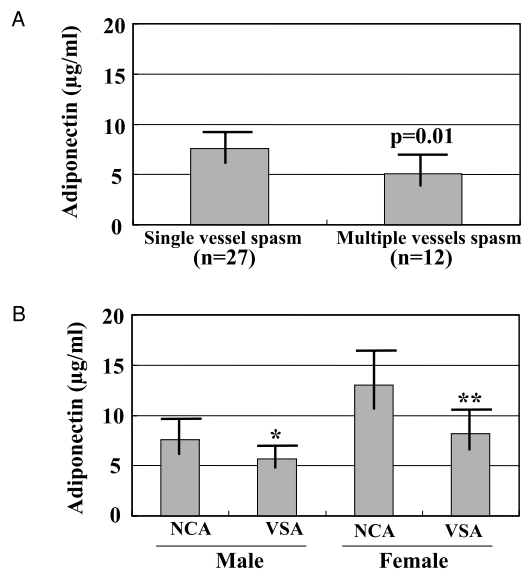 A
Adiponectin (µg/ml)
20
15
10
5
0
p=0.01
Single vessel spasm
(n=27)
Multiple vessels spasm
(n=12)
B
Adiponectin (µg/ml)
20
15
10
5
0
*
**
NCA VSA NCA VSA
Male Female